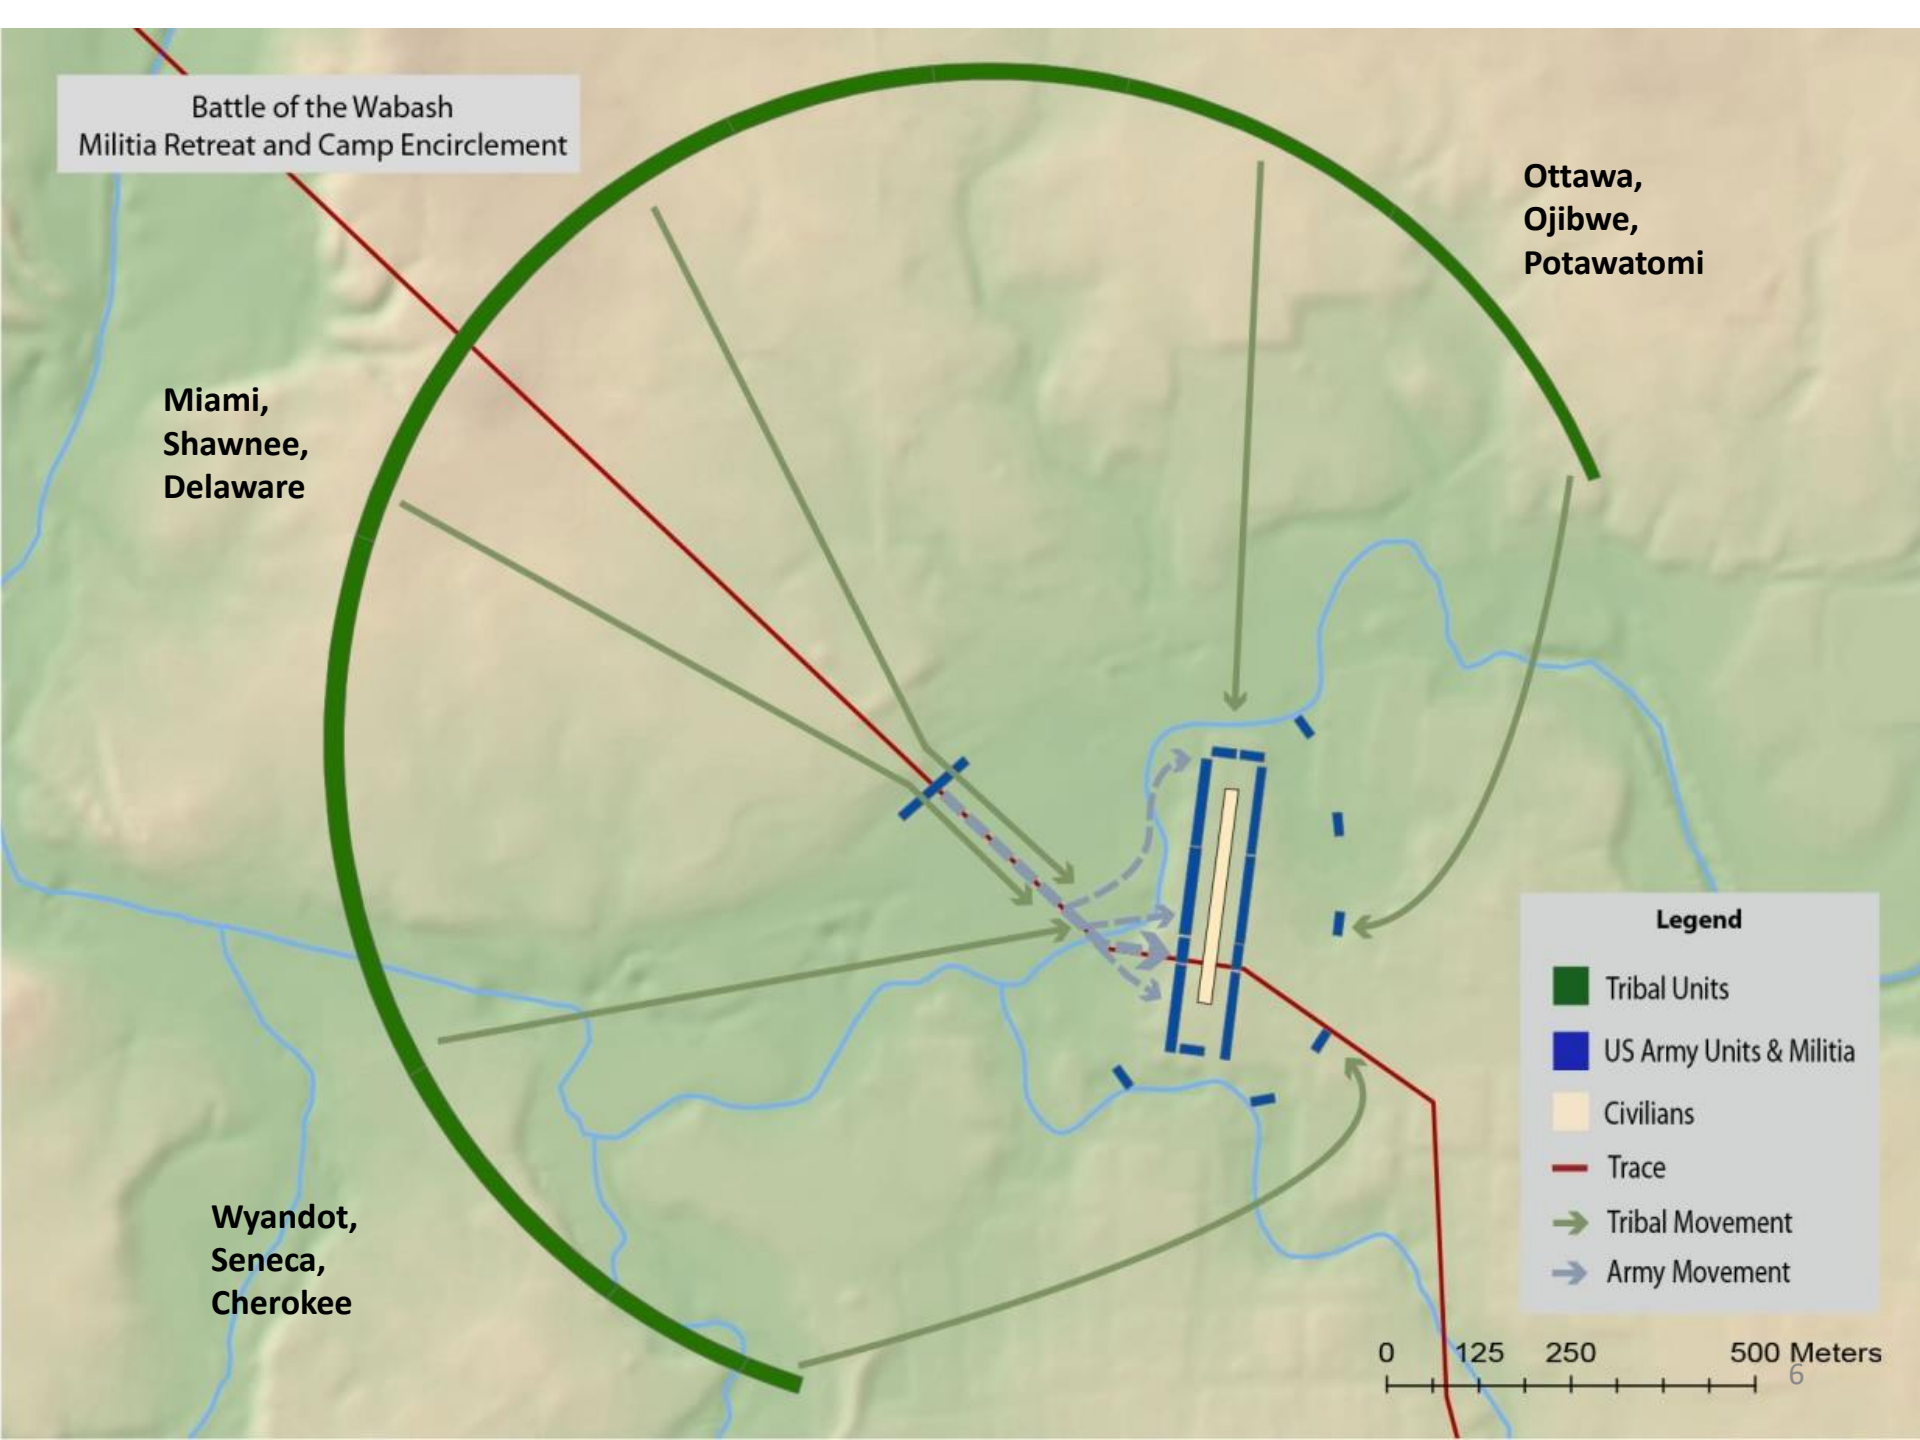 Battle of the Wabash
Militia Retreat and Camp Encirclement
Ottawa,
Ojibwe,
Potawatomi
Miami,
Shawnee,
Delaware
Wyandot,
Seneca,
Cherokee
Legend
Tribal Units
US Army Units & Militia
Civilians
Trace
Tribal Movement
Army Movement
0 125 250 500 Meters
6